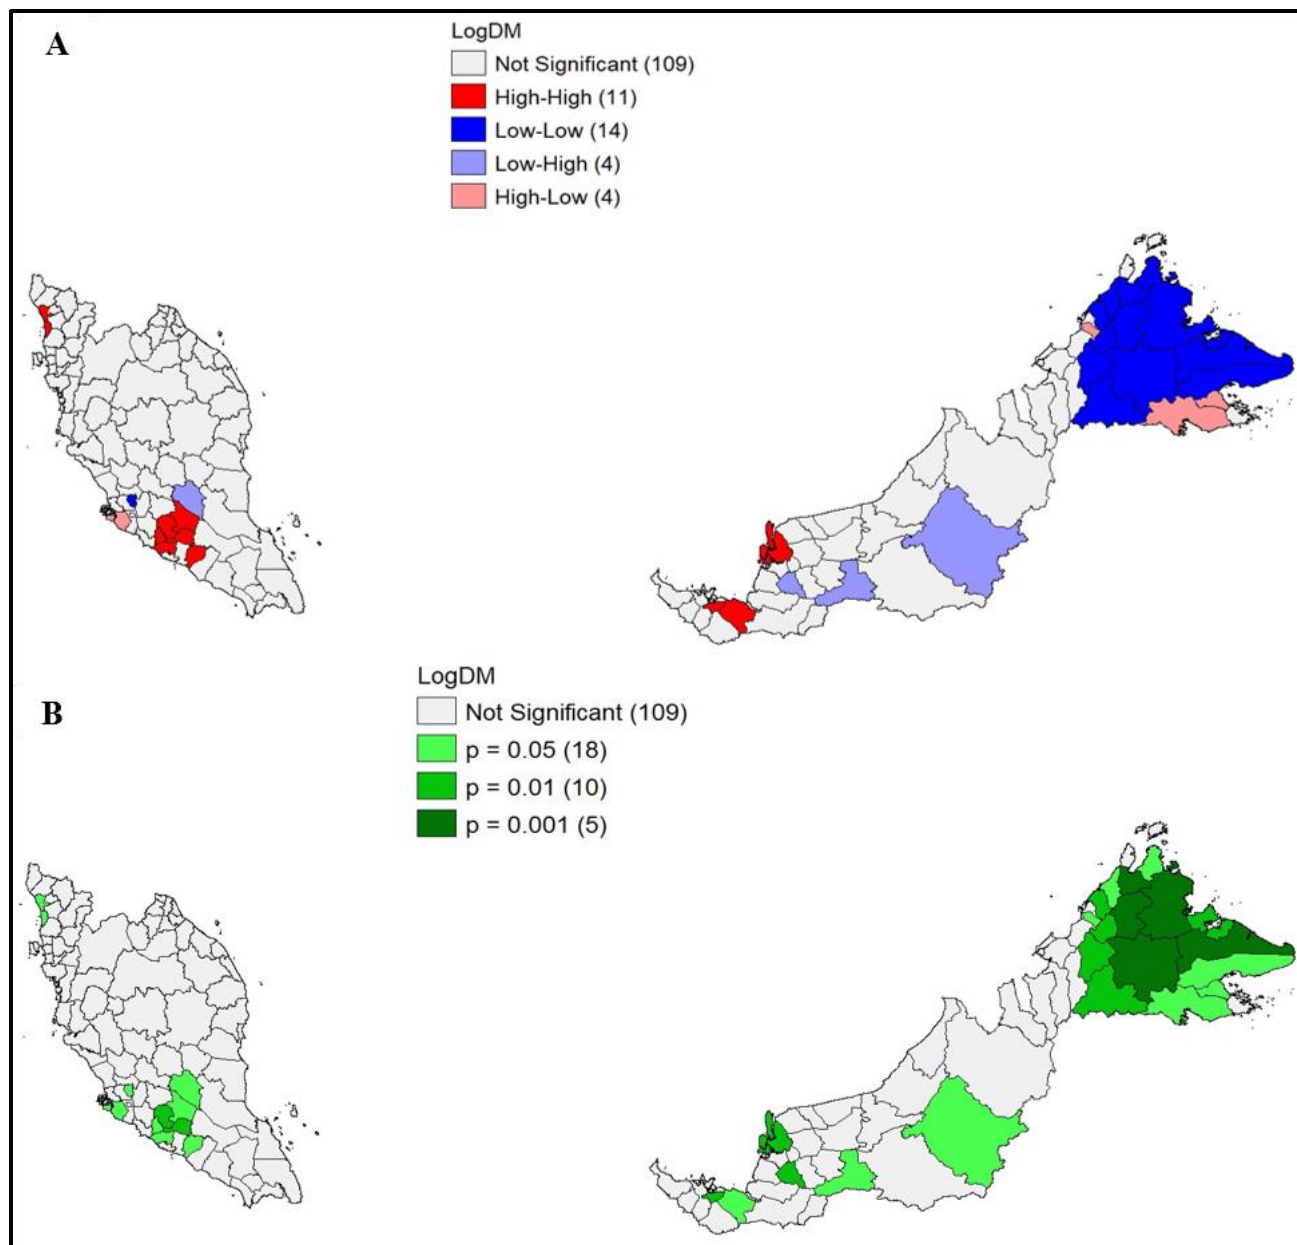 A
LogDM
Not Significant (109)
High-High (11)
Low-Low (14)
Low-High (4)
High-Low (4)
B
LogDM
Not Significant (109)
p = 0.05 (18)
p = 0.01 (10)
p = 0.001 (5)